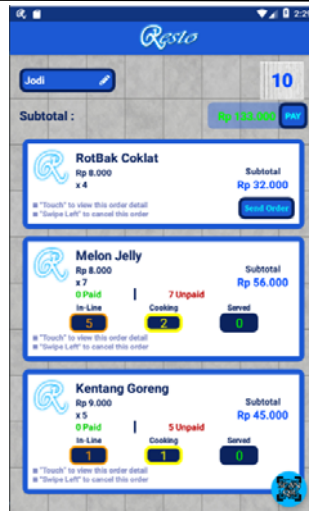 2:29
Resto
Jodi
10
Subtotal :
PAY
RotBak Coklat
Rp 8.000
x 4
Subtotal
Rp 32.000
Send Order
"Touch" to view this order detail
"Swipe Left" to cancel this order
Melon Jelly
Rp 8.000
x 7
Subtotal
Rp 56.000
0 Paid | 7 Unpaid
In-Line Cooking Served
5 2 0
"Touch" to view this order detail
"Swipe Left" to cancel this order
Kentang Goreng
Rp 9.000
x 5
Subtotal
Rp 45.000
0 Paid | 5 Unpaid
In-Line Cooking Served
1 1 0
"Touch" to view this order detail
"Swipe Left" to cancel this order